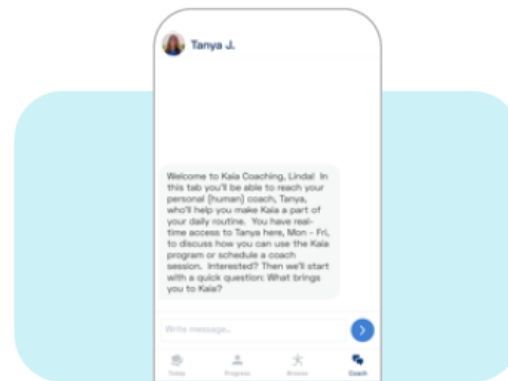 Tanya J.
Welcome to Kaia Coaching, Linda! In
this tab you'll be able to reach your
personal (human) coach, Tanya,
who'll help you make Kaia a part of
your daily routine. You have real-
time access to Tanya here, Mon - Fri,
to discuss how you can use the Kaia
program or schedule a coach
session. Interested? Then we'll start
with a quick question: What brings
you to Kaia?
Write message..
Today Progress Browse Coach